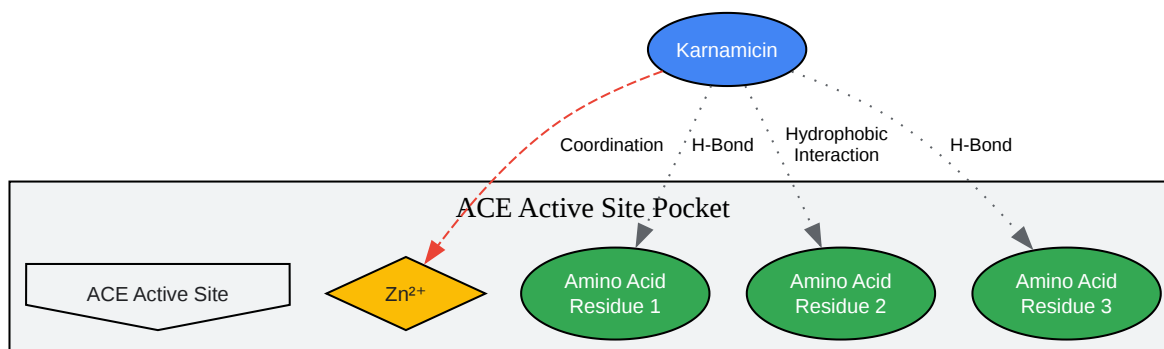 Karnamicin
Coordination
H-Bond
Hydrophobic
Interaction
H-Bond
ACE Active Site Pocket
ACE Active Site
Zn²⁺
Amino Acid
Residue 1
Amino Acid
Residue 2
Amino Acid
Residue 3